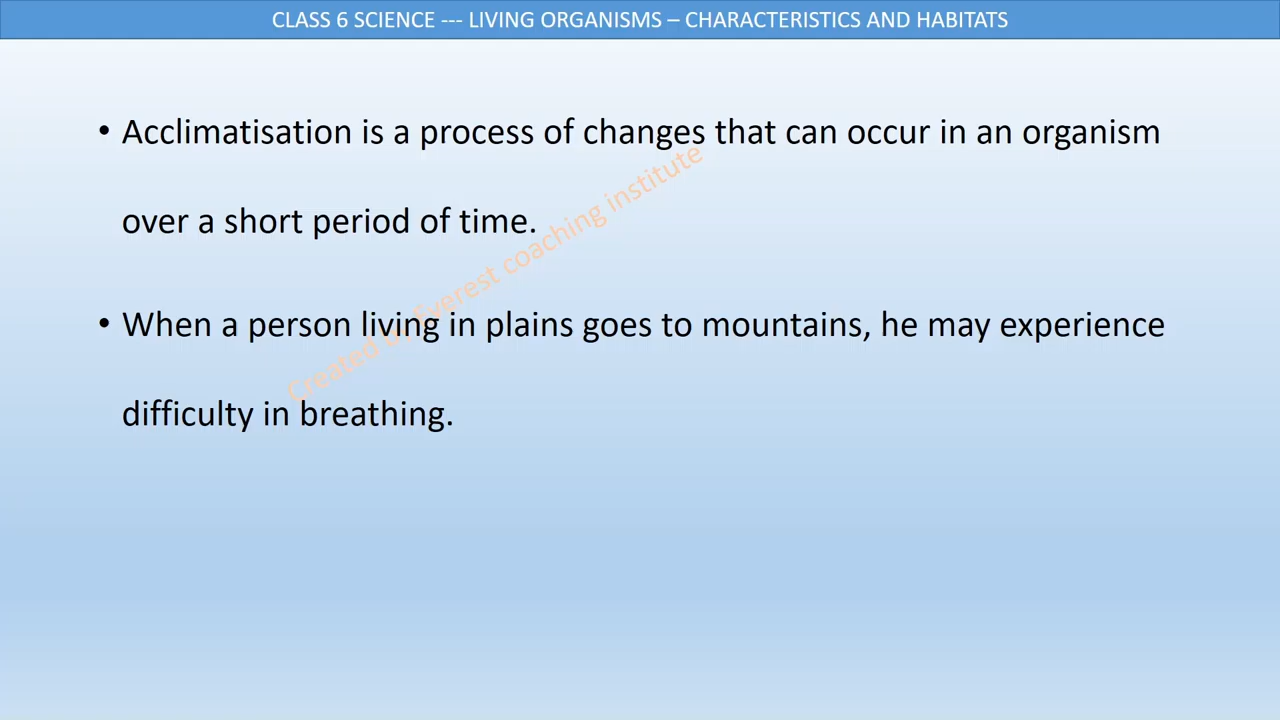 CLASS 6 SCIENCE --- LIVING ORGANISMS – CHARACTERISTICS AND HABITATS
• Acclimatisation is a process of changes that can occur in an organism
over a short period of time.
• When a person living in plains goes to mountains, he may experience
difficulty in breathing.
Created by Everest coaching institute